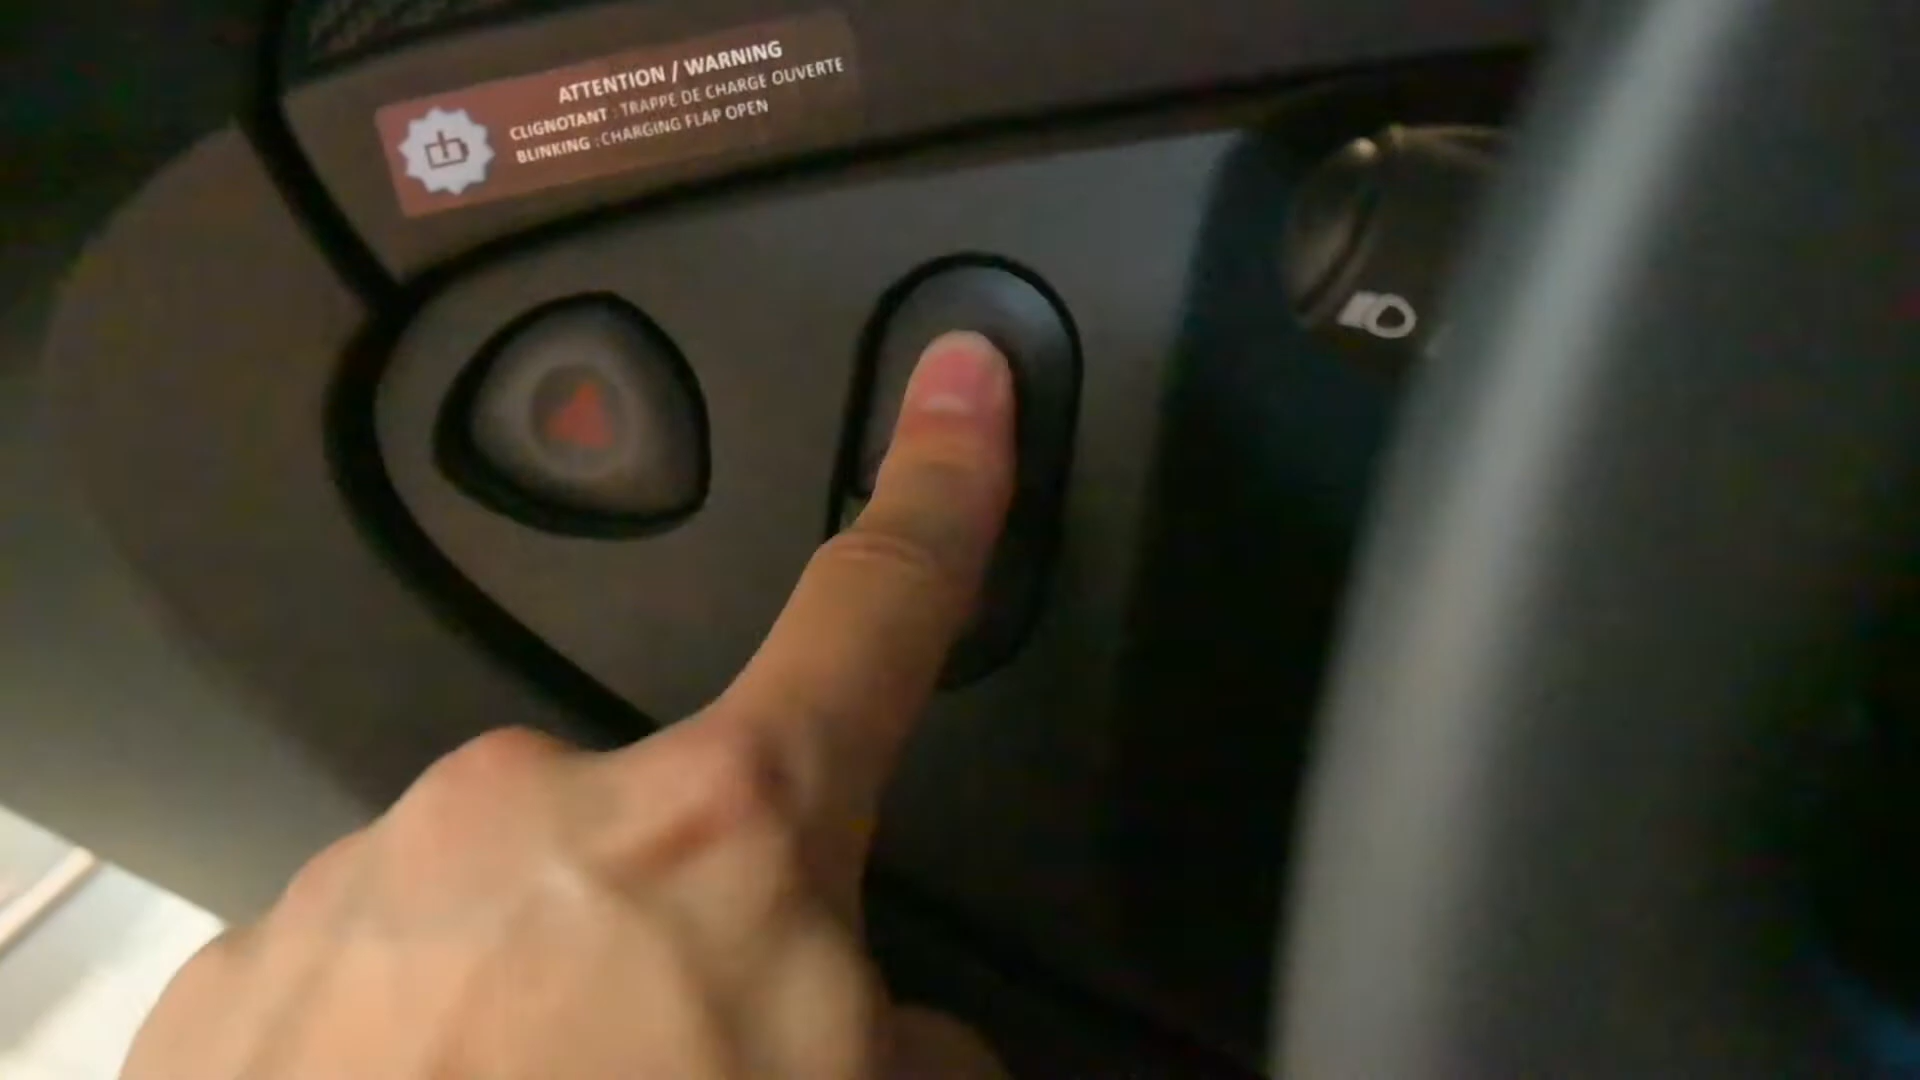 ATTENTION / WARNING
CLIGNOTANT : TRAPPE DE CHARGE OUVERTE
BLINKING : CHARGING FLAP OPEN